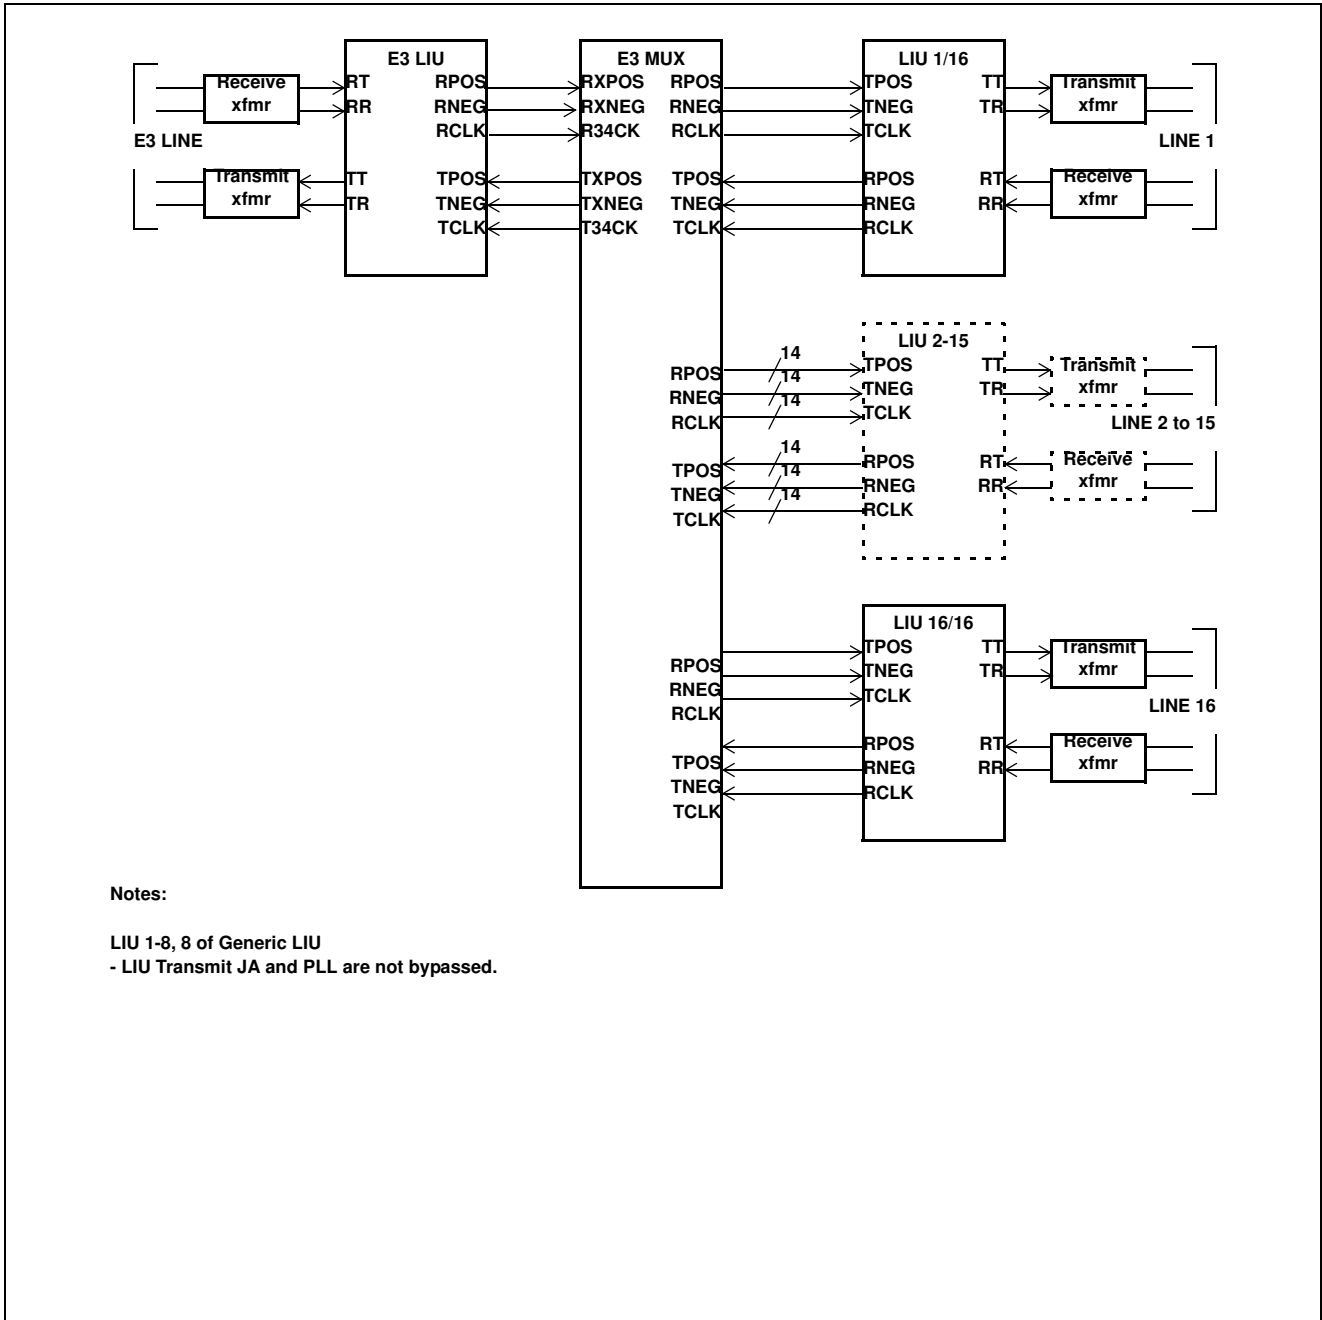 E3 LIU E3 MUX LIU 1/16
Receive xfmr RT RPOS RXPOS RPOS TPOS TT Transmit xfmr
RR RNEG RXNEG RNEG TNEG TR
RCLK R34CK RCLK TCLK
E3 LINE LINE 1
Transmit xfmr TT TPOS TXPOS TPOS RPOS RT Receive xfmr
TR TNEG TXNEG TNEG RNEG RR
TCLK T34CK TCLK RCLK
LIU 2-15
RPOS 14 TPOS TT Transmit xfmr
RNEG 14 TNEG TR
RCLK 14 TCLK
LINE 2 to 15
TPOS 14 RPOS RT Receive xfmr
TNEG 14 RNEG RR
TCLK 14 RCLK
LIU 16/16
RPOS TPOS TT Transmit xfmr
RNEG TNEG TR
RCLK TCLK
LINE 16
TPOS RPOS RT Receive xfmr
TNEG RNEG RR
TCLK RCLK
Notes:
LIU 1-8, 8 of Generic LIU
- LIU Transmit JA and PLL are not bypassed.